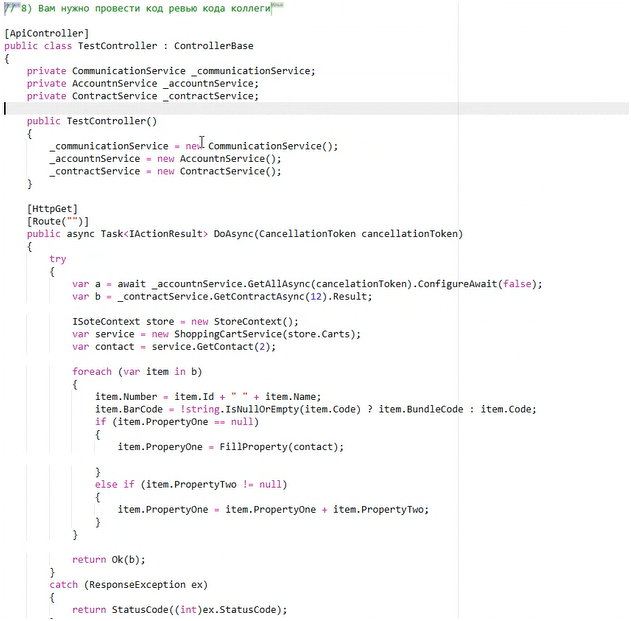 // 8) Вам нужно провести код ревью кода коллеги
[ApiController]
public class TestController : ControllerBase
{
private CommunicationService _communicationService;
private AccountnService _accountnService;
private ContractService _contractService;
public TestController()
{
_communicationService = new CommunicationService();
_accountnService = new AccountnService();
_contractService = new ContractService();
}
[HttpGet]
[Route("")]
public async Task<IActionResult> DoAsync(CancellationToken cancellationToken)
{
try
{
var a = await _accountnService.GetAllAsync(cancelationToken).ConfigureAwait(false);
var b = _contractService.GetContractAsync(12).Result;
ISoteContext store = new StoreContext();
var service = new ShoppingCartService(store.Carts);
var contact = service.GetContact(2);
foreach (var item in b)
{
item.Number = item.Id + " " + item.Name;
item.BarCode = !string.IsNullOrEmpty(item.Code) ? item.BundleCode : item.Code;
if (item.PropertyOne == null)
{
item.ProperyOne = FillProperty(contact);
}
else if (item.PropertyTwo != null)
{
item.PropertyOne = item.PropertyOne + item.PropertyTwo;
}
}
return Ok(b);
}
catch (ResponseException ex)
{
return StatusCode((int)ex.StatusCode);